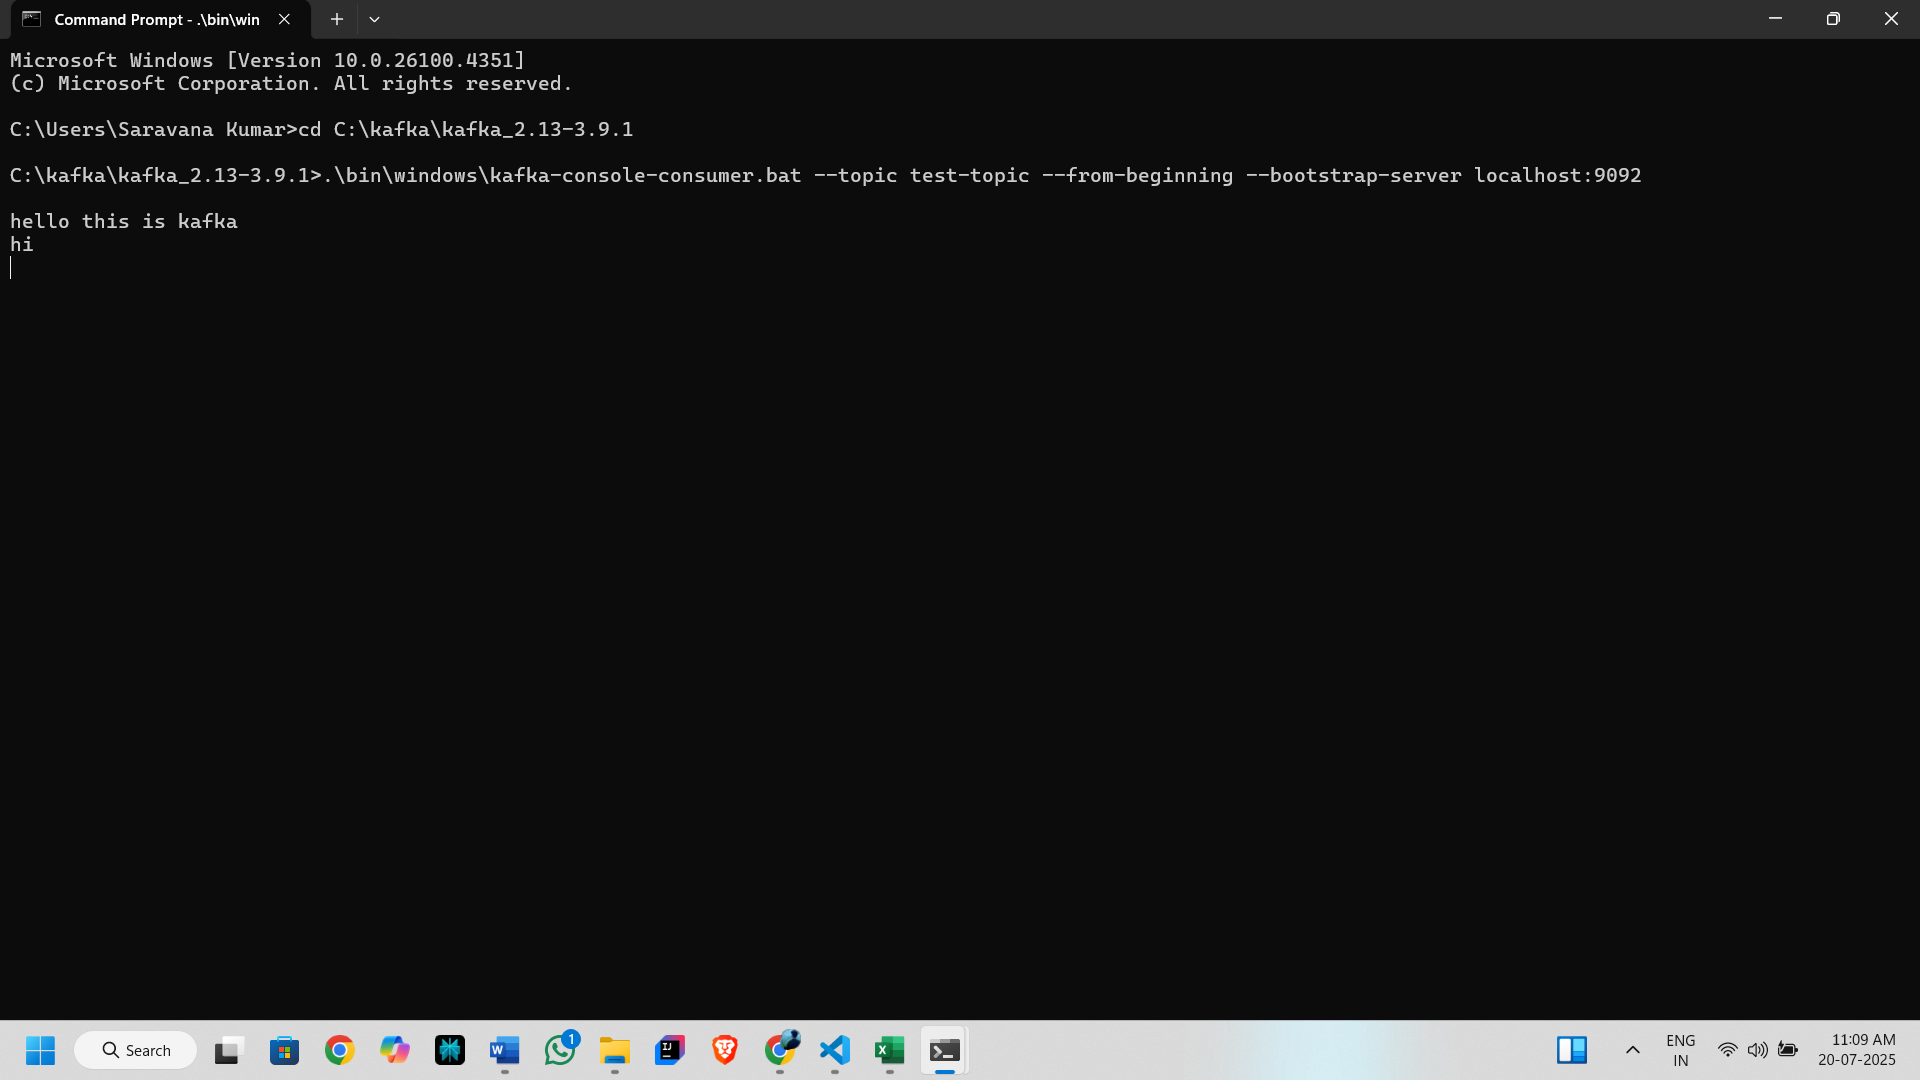 Command Prompt - .\bin\win
Microsoft Windows [Version 10.0.26100.4351]
(c) Microsoft Corporation. All rights reserved.
C:\Users\Saravana Kumar>cd C:\kafka\kafka_2.13-3.9.1
C:\kafka\kafka_2.13-3.9.1>.\bin\windows\kafka-console-consumer.bat --topic test-topic --from-beginning --bootstrap-server localhost:9092
hello this is kafka
hi
Search
1
ENG
IN
11:09 AM
20-07-2025